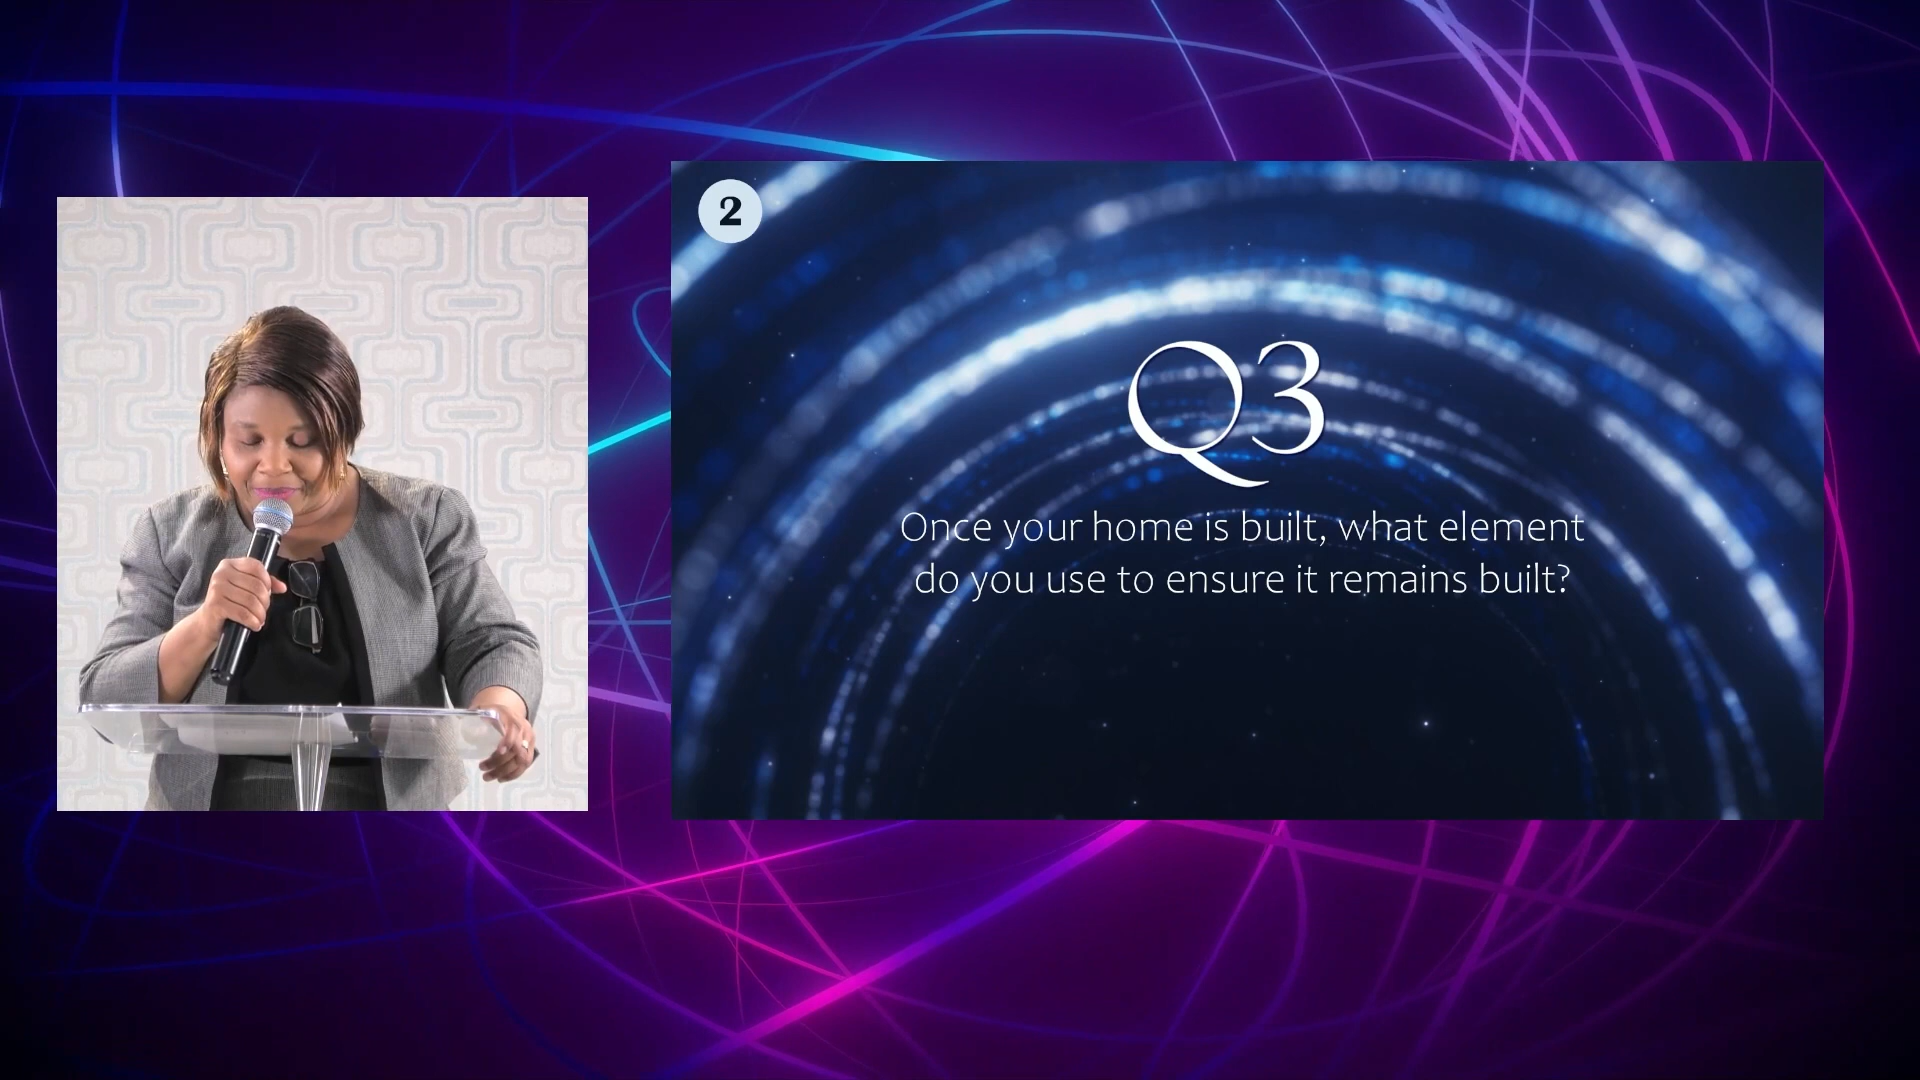 2
Q3
Once your home is built, what element
do you use to ensure it remains built?